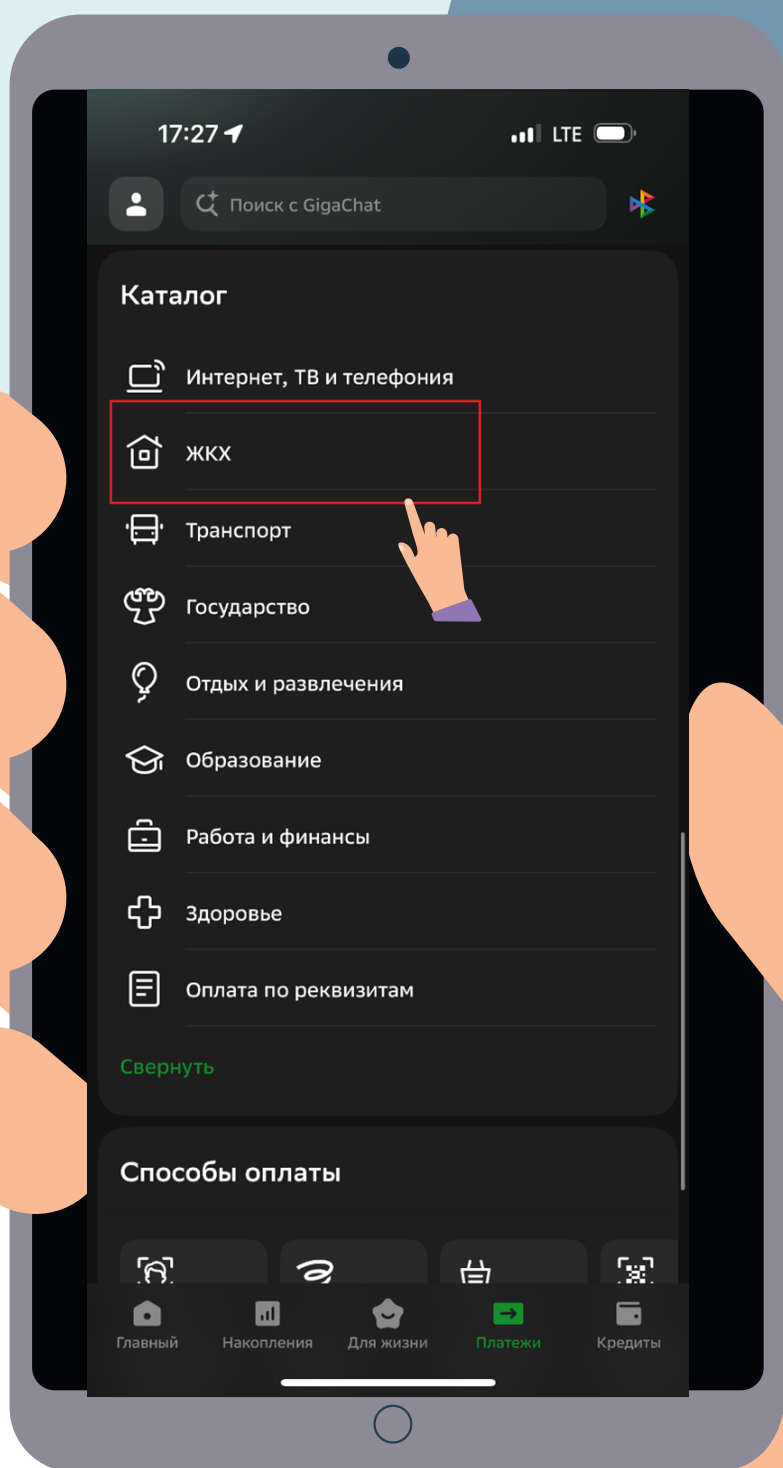 17:27
LTE
Поиск с GigaChat
Каталог
Интернет, ТВ и телефония
ЖКХ
Транспорт
Государство
Отдых и развлечения
Образование
Работа и финансы
Здоровье
Оплата по реквизитам
Свернуть
Способы оплаты
Главный Накопления Для жизни Платежи Кредиты